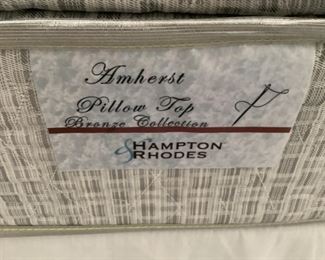 Amherst
Pillow Top
Bronze Collection
HAMPTON
& RHODES